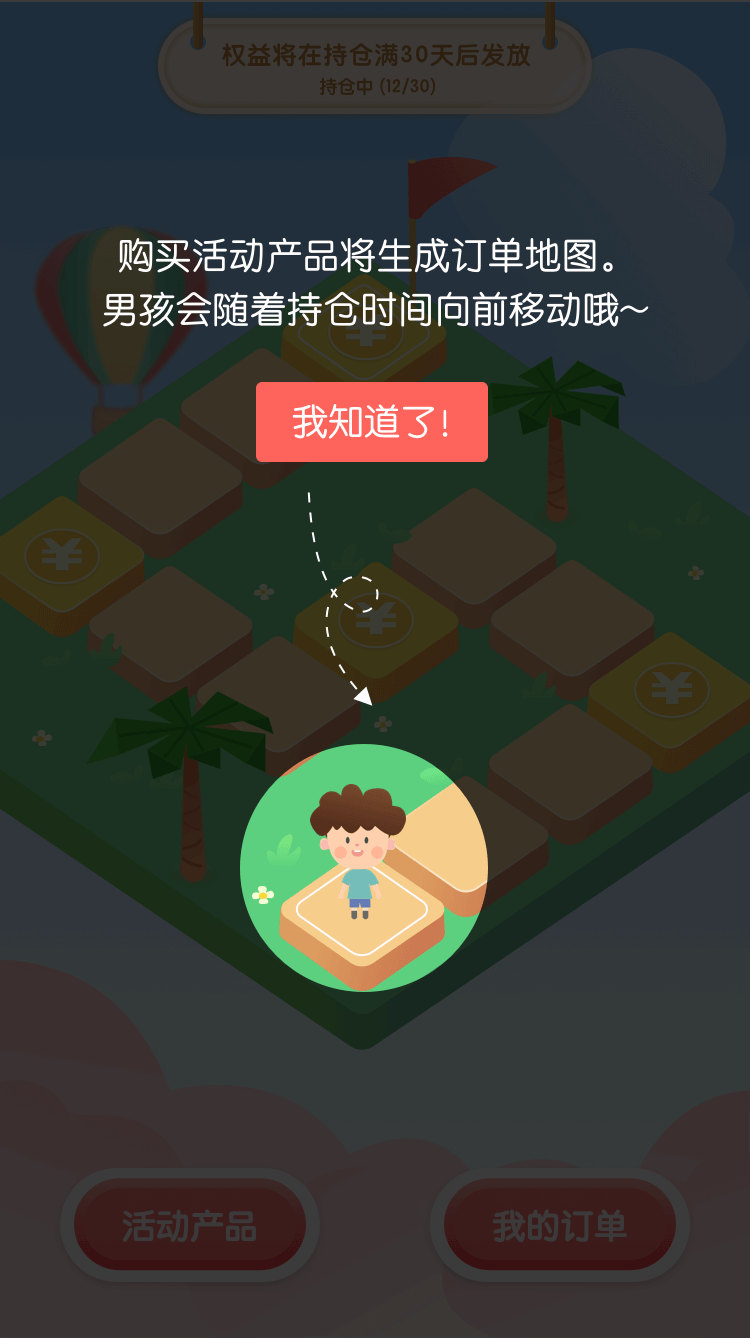 权益将在持仓满30天后发放
持仓中 (12/30)
购买活动产品将生成订单地图。
男孩会随着持仓时间向前移动哦~
我知道了!
¥
¥
¥
¥
活动产品
我的订单